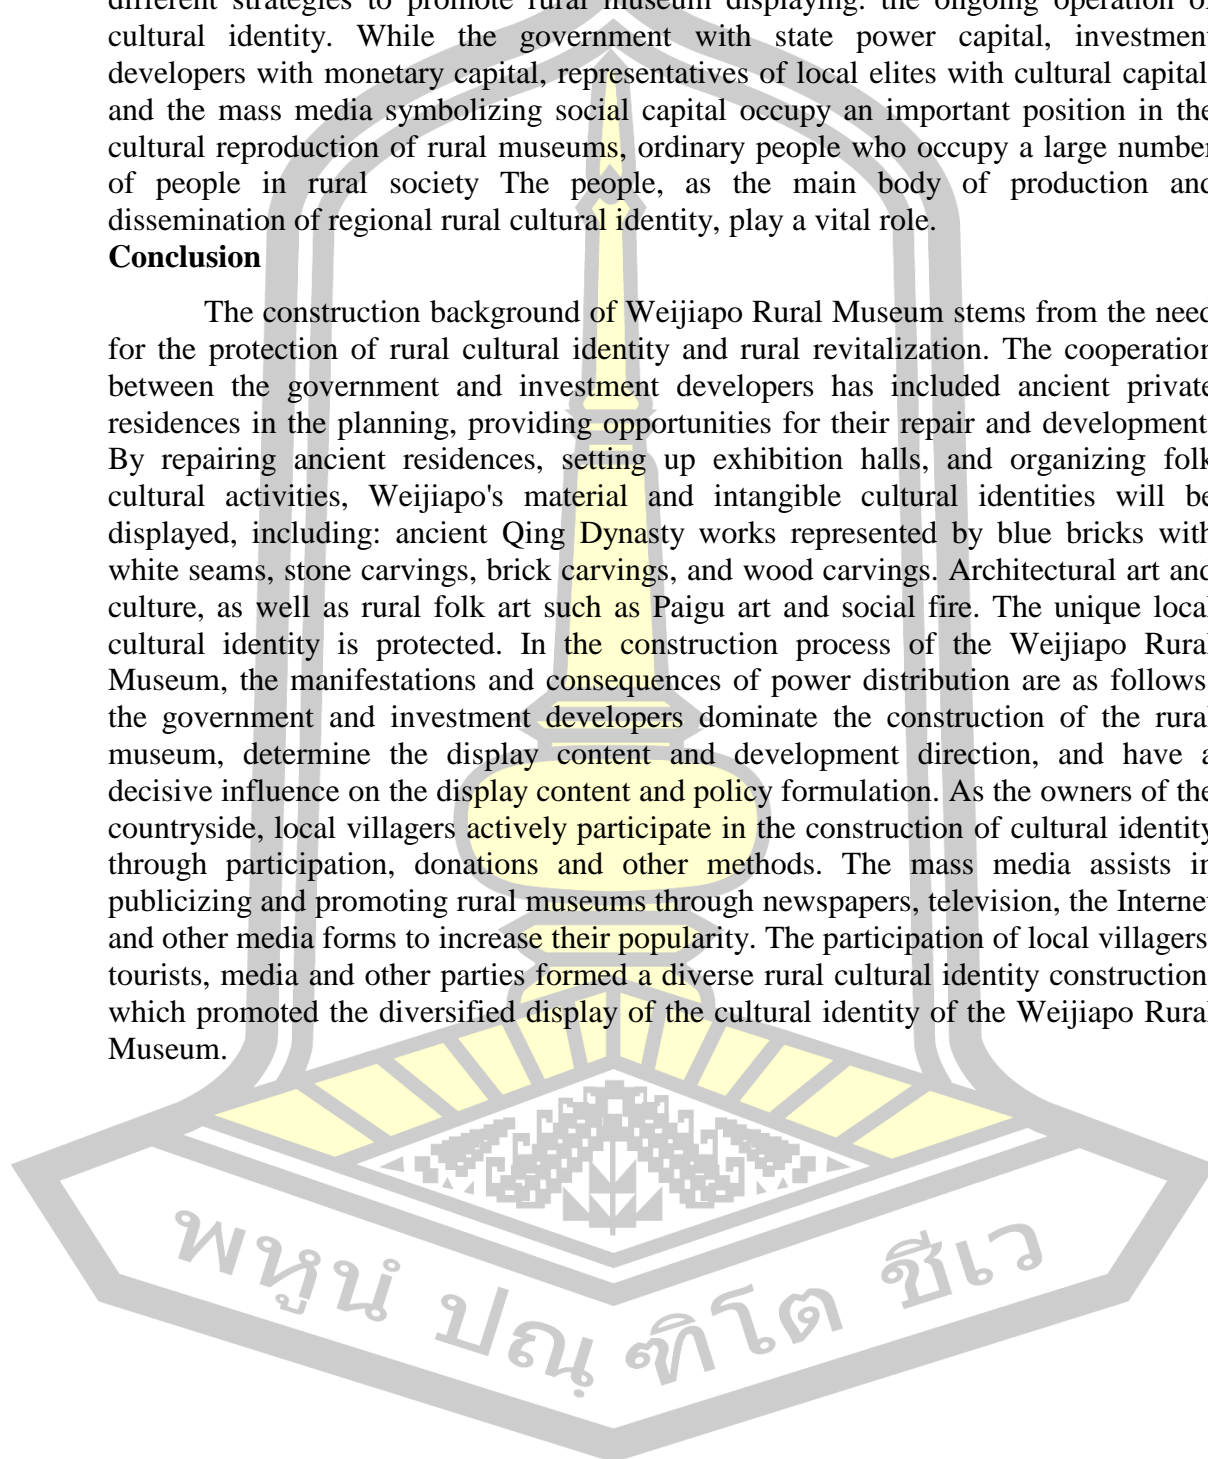 different strategies to promote rural museum displaying: the ongoing operation of
cultural identity. While the government with state power capital, investment
developers with monetary capital, representatives of local elites with cultural capital
and the mass media symbolizing social capital occupy an important position in the
cultural reproduction of rural museums, ordinary people who occupy a large number
of people in rural society The people, as the main body of production and
dissemination of regional rural cultural identity, play a vital role.
Conclusion
The construction background of Weijiapo Rural Museum stems from the need
for the protection of rural cultural identity and rural revitalization. The cooperation
between the government and investment developers has included ancient private
residences in the planning, providing opportunities for their repair and development.
By repairing ancient residences, setting up exhibition halls, and organizing folk
cultural activities, Weijiapo's material and intangible cultural identities will be
displayed, including: ancient Qing Dynasty works represented by blue bricks with
white seams, stone carvings, brick carvings, and wood carvings. Architectural art and
culture, as well as rural folk art such as Paigu art and social fire. The unique local
cultural identity is protected. In the construction process of the Weijiapo Rural
Museum, the manifestations and consequences of power distribution are as follows:
the government and investment developers dominate the construction of the rural
museum, determine the display content and development direction, and have a
decisive influence on the display content and policy formulation. As the owners of the
countryside, local villagers actively participate in the construction of cultural identity
through participation, donations and other methods. The mass media assists in
publicizing and promoting rural museums through newspapers, television, the Internet
and other media forms to increase their popularity. The participation of local villagers,
tourists, media and other parties formed a diverse rural cultural identity construction,
which promoted the diversified display of the cultural identity of the Weijiapo Rural
Museum.
พหูนํ ปณฺฑิโต ชีเว